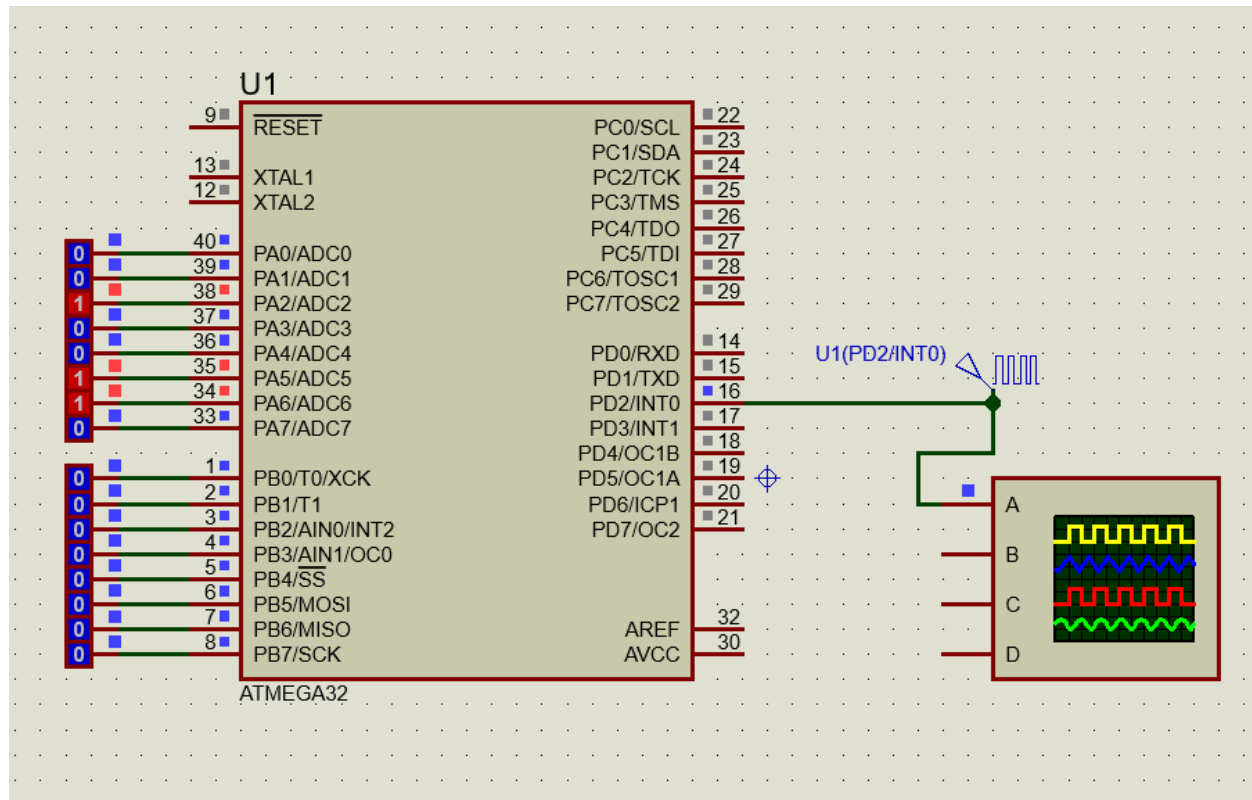 U1
9 RESET
13 XTAL1
12 XTAL2
0 40 PA0/ADC0
0 39 PA1/ADC1
1 38 PA2/ADC2
0 37 PA3/ADC3
0 36 PA4/ADC4
1 35 PA5/ADC5
1 34 PA6/ADC6
0 33 PA7/ADC7
0 1 PB0/T0/XCK
0 2 PB1/T1
0 3 PB2/AIN0/INT2
0 4 PB3/AIN1/OC0
0 5 PB4/SS
0 6 PB5/MOSI
0 7 PB6/MISO
0 8 PB7/SCK
PC0/SCL 22
PC1/SDA 23
PC2/TCK 24
PC3/TMS 25
PC4/TDO 26
PC5/TDI 27
PC6/TOSC1 28
PC7/TOSC2 29
PD0/RXD 14
PD1/TXD 15
PD2/INT0 16
PD3/INT1 17
PD4/OC1B 18
PD5/OC1A 19
PD6/ICP1 20
PD7/OC2 21
AREF 32
AVCC 30
ATMEGA32
U1(PD2/INT0)
A
B
C
D